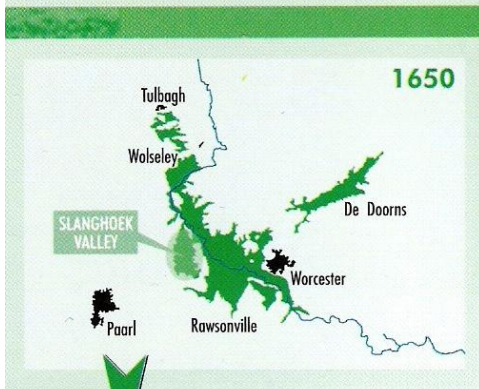 1650
Tulbagh
Wolseley
De Doorns
SLANGHOEK
VALLEY
Worcester
Paarl
Rawsonville